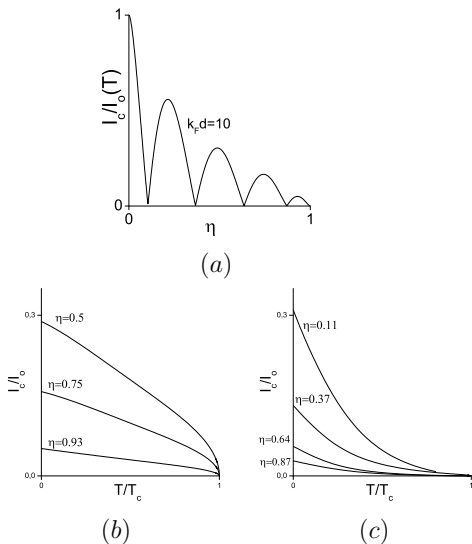 1
I_c/I_o(T)
k_Fd=10
0
0
1
η
(a)
0,3
I_c/I_o
η=0.5
η=0.75
η=0.93
0,0
0
T/T_c
1
(b)
0,3
I_c/I_o
η=0.11
η=0.37
η=0.64
η=0.87
0,0
0
T/T_c
1
(c)